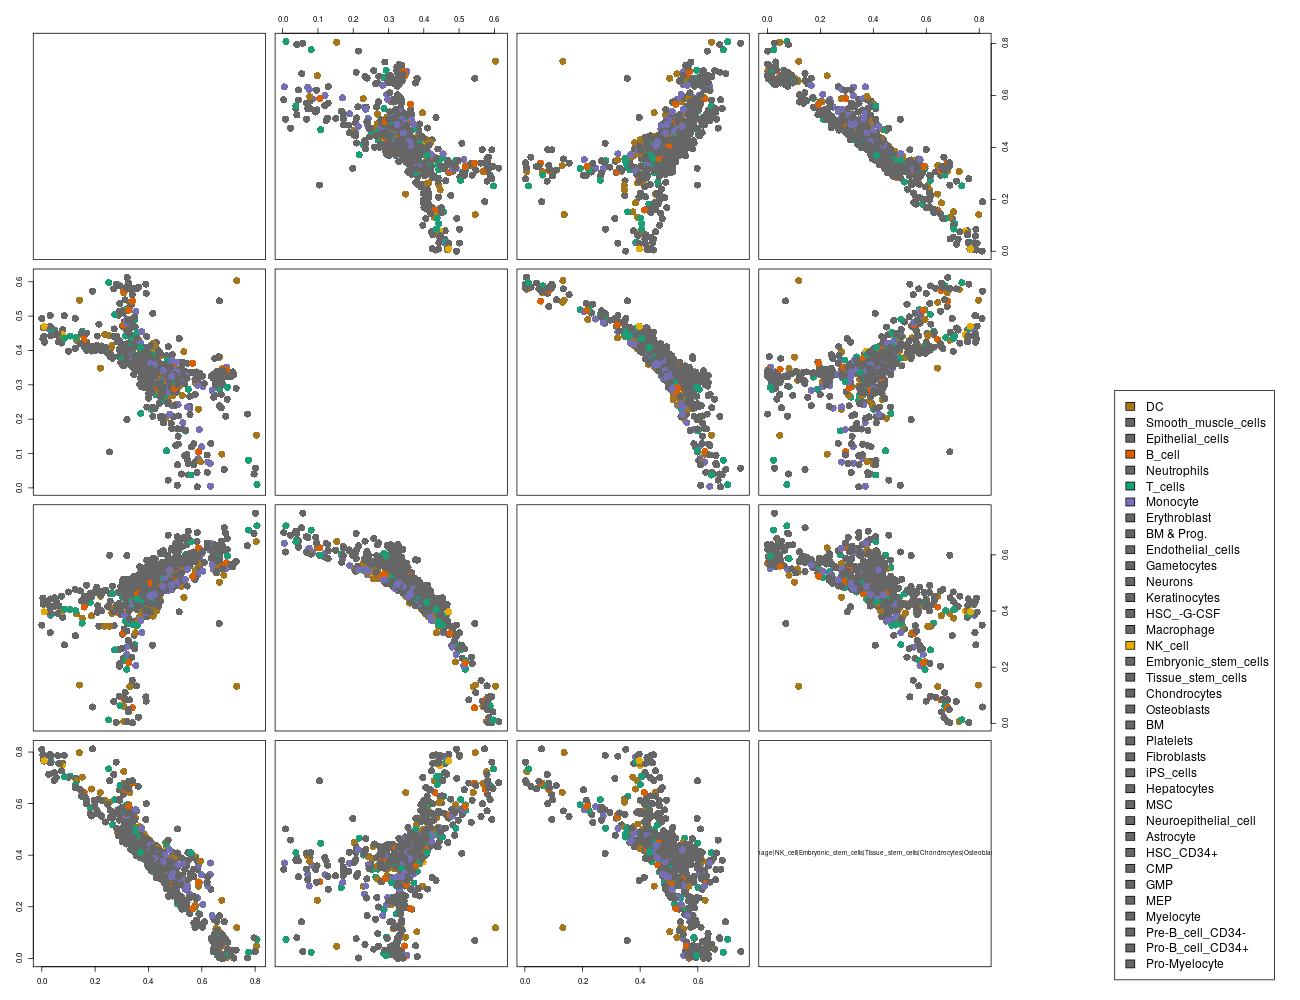 0.0 0.1 0.2 0.3 0.4 0.5 0.6
0.0 0.2 0.4 0.6 0.8
0.8
0.6
0.4
0.2
0.0
0.6
0.5
0.4
0.3
0.2
0.1
0.0
0.6
0.4
0.2
0.0
0.8
0.6
0.4
0.2
0.0
|NK_cell|Embryonic_stem_cells|Tissue_stem_cells|Chondrocytes|
0.0 0.2 0.4 0.6 0.8
0.0 0.2 0.4 0.6
DC
Smooth_muscle_cells
Epithelial_cells
B_cell
Neutrophils
T_cells
Monocyte
Erythroblast
BM & Prog.
Endothelial_cells
Gametocytes
Neurons
Keratinocytes
HSC_-G-CSF
Macrophage
NK_cell
Embryonic_stem_cells
Tissue_stem_cells
Chondrocytes
Osteoblasts
BM
Platelets
Fibroblasts
iPS_cells
Hepatocytes
MSC
Neuroepithelial_cell
Astrocyte
HSC_CD34+
CMP
GMP
MEP
Myelocyte
Pre-B_cell_CD34-
Pro-B_cell_CD34+
Pro-Myelocyte